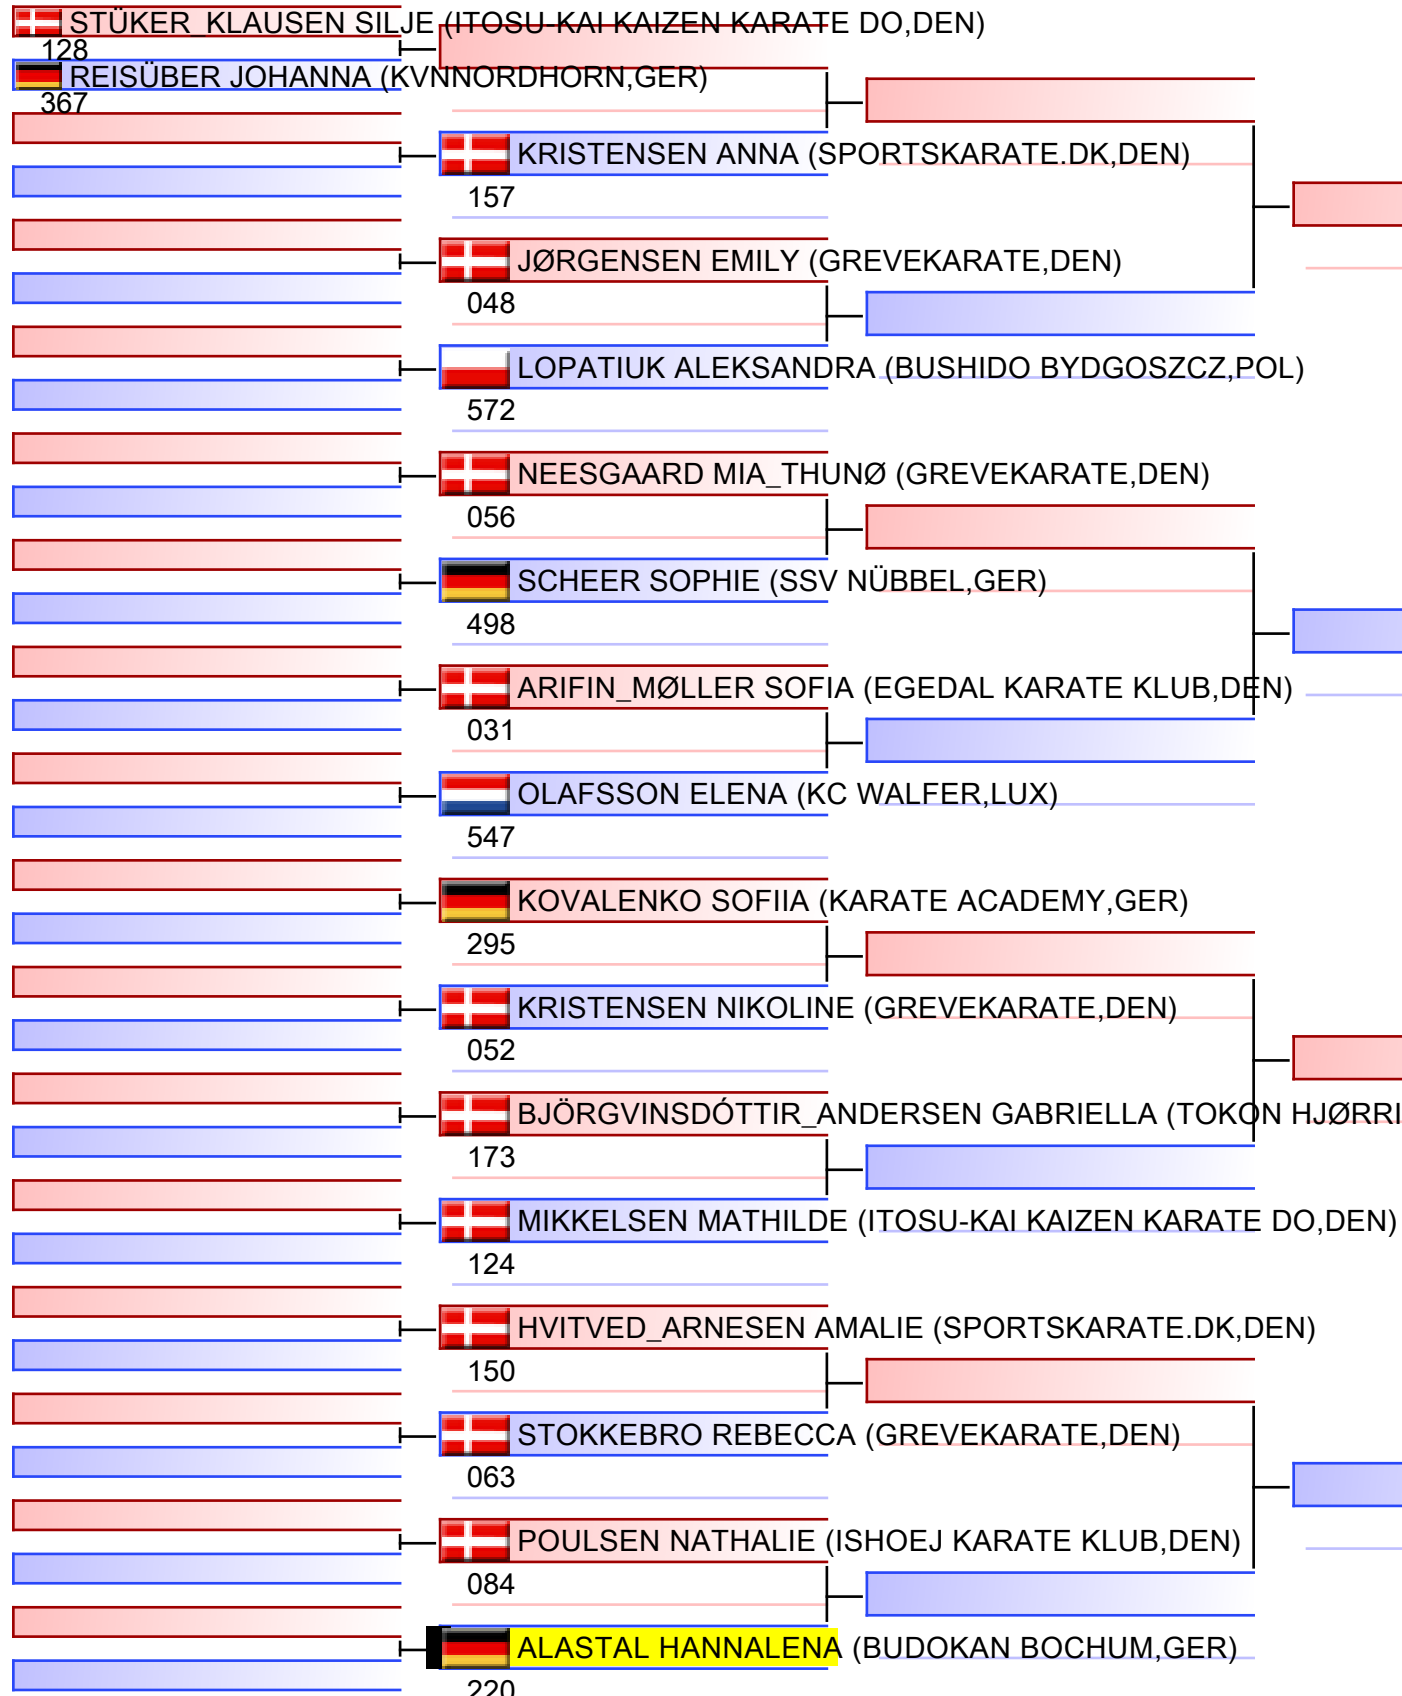 STÜKER_KLAUSEN SILJE (ITOSU-KAI KAIZEN KARATE DO,DEN)
128
REISÜBER JOHANNA (KVNNORDHORN,GER)
367
KRISTENSEN ANNA (SPORTSKARATE.DK,DEN)
157
JØRGENSEN EMILY (GREVEKARATE,DEN)
048
LOPATIUK ALEKSANDRA (BUSHIDO BYDGOSZCZ,POL)
572
NEESGAARD MIA_THUNØ (GREVEKARATE,DEN)
056
SCHEER SOPHIE (SSV NÜBBEL,GER)
498
ARIFIN_MØLLER SOFIA (EGEDAL KARATE KLUB,DEN)
031
OLAFSSON ELENA (KC WALFER,LUX)
547
KOVALENKO SOFIIA (KARATE ACADEMY,GER)
295
KRISTENSEN NIKOLINE (GREVEKARATE,DEN)
052
BJÖRGVINSDÓTTIR_ANDERSEN GABRIELLA (TOKON HJØRRI
173
MIKKELSEN MATHILDE (ITOSU-KAI KAIZEN KARATE DO,DEN)
124
HVITVED_ARNESEN AMALIE (SPORTSKARATE.DK,DEN)
150
STOKKEBRO REBECCA (GREVEKARATE,DEN)
063
POULSEN NATHALIE (ISHOEJ KARATE KLUB,DEN)
084
ALASTAL HANNALENA (BUDOKAN BOCHUM,GER)
220